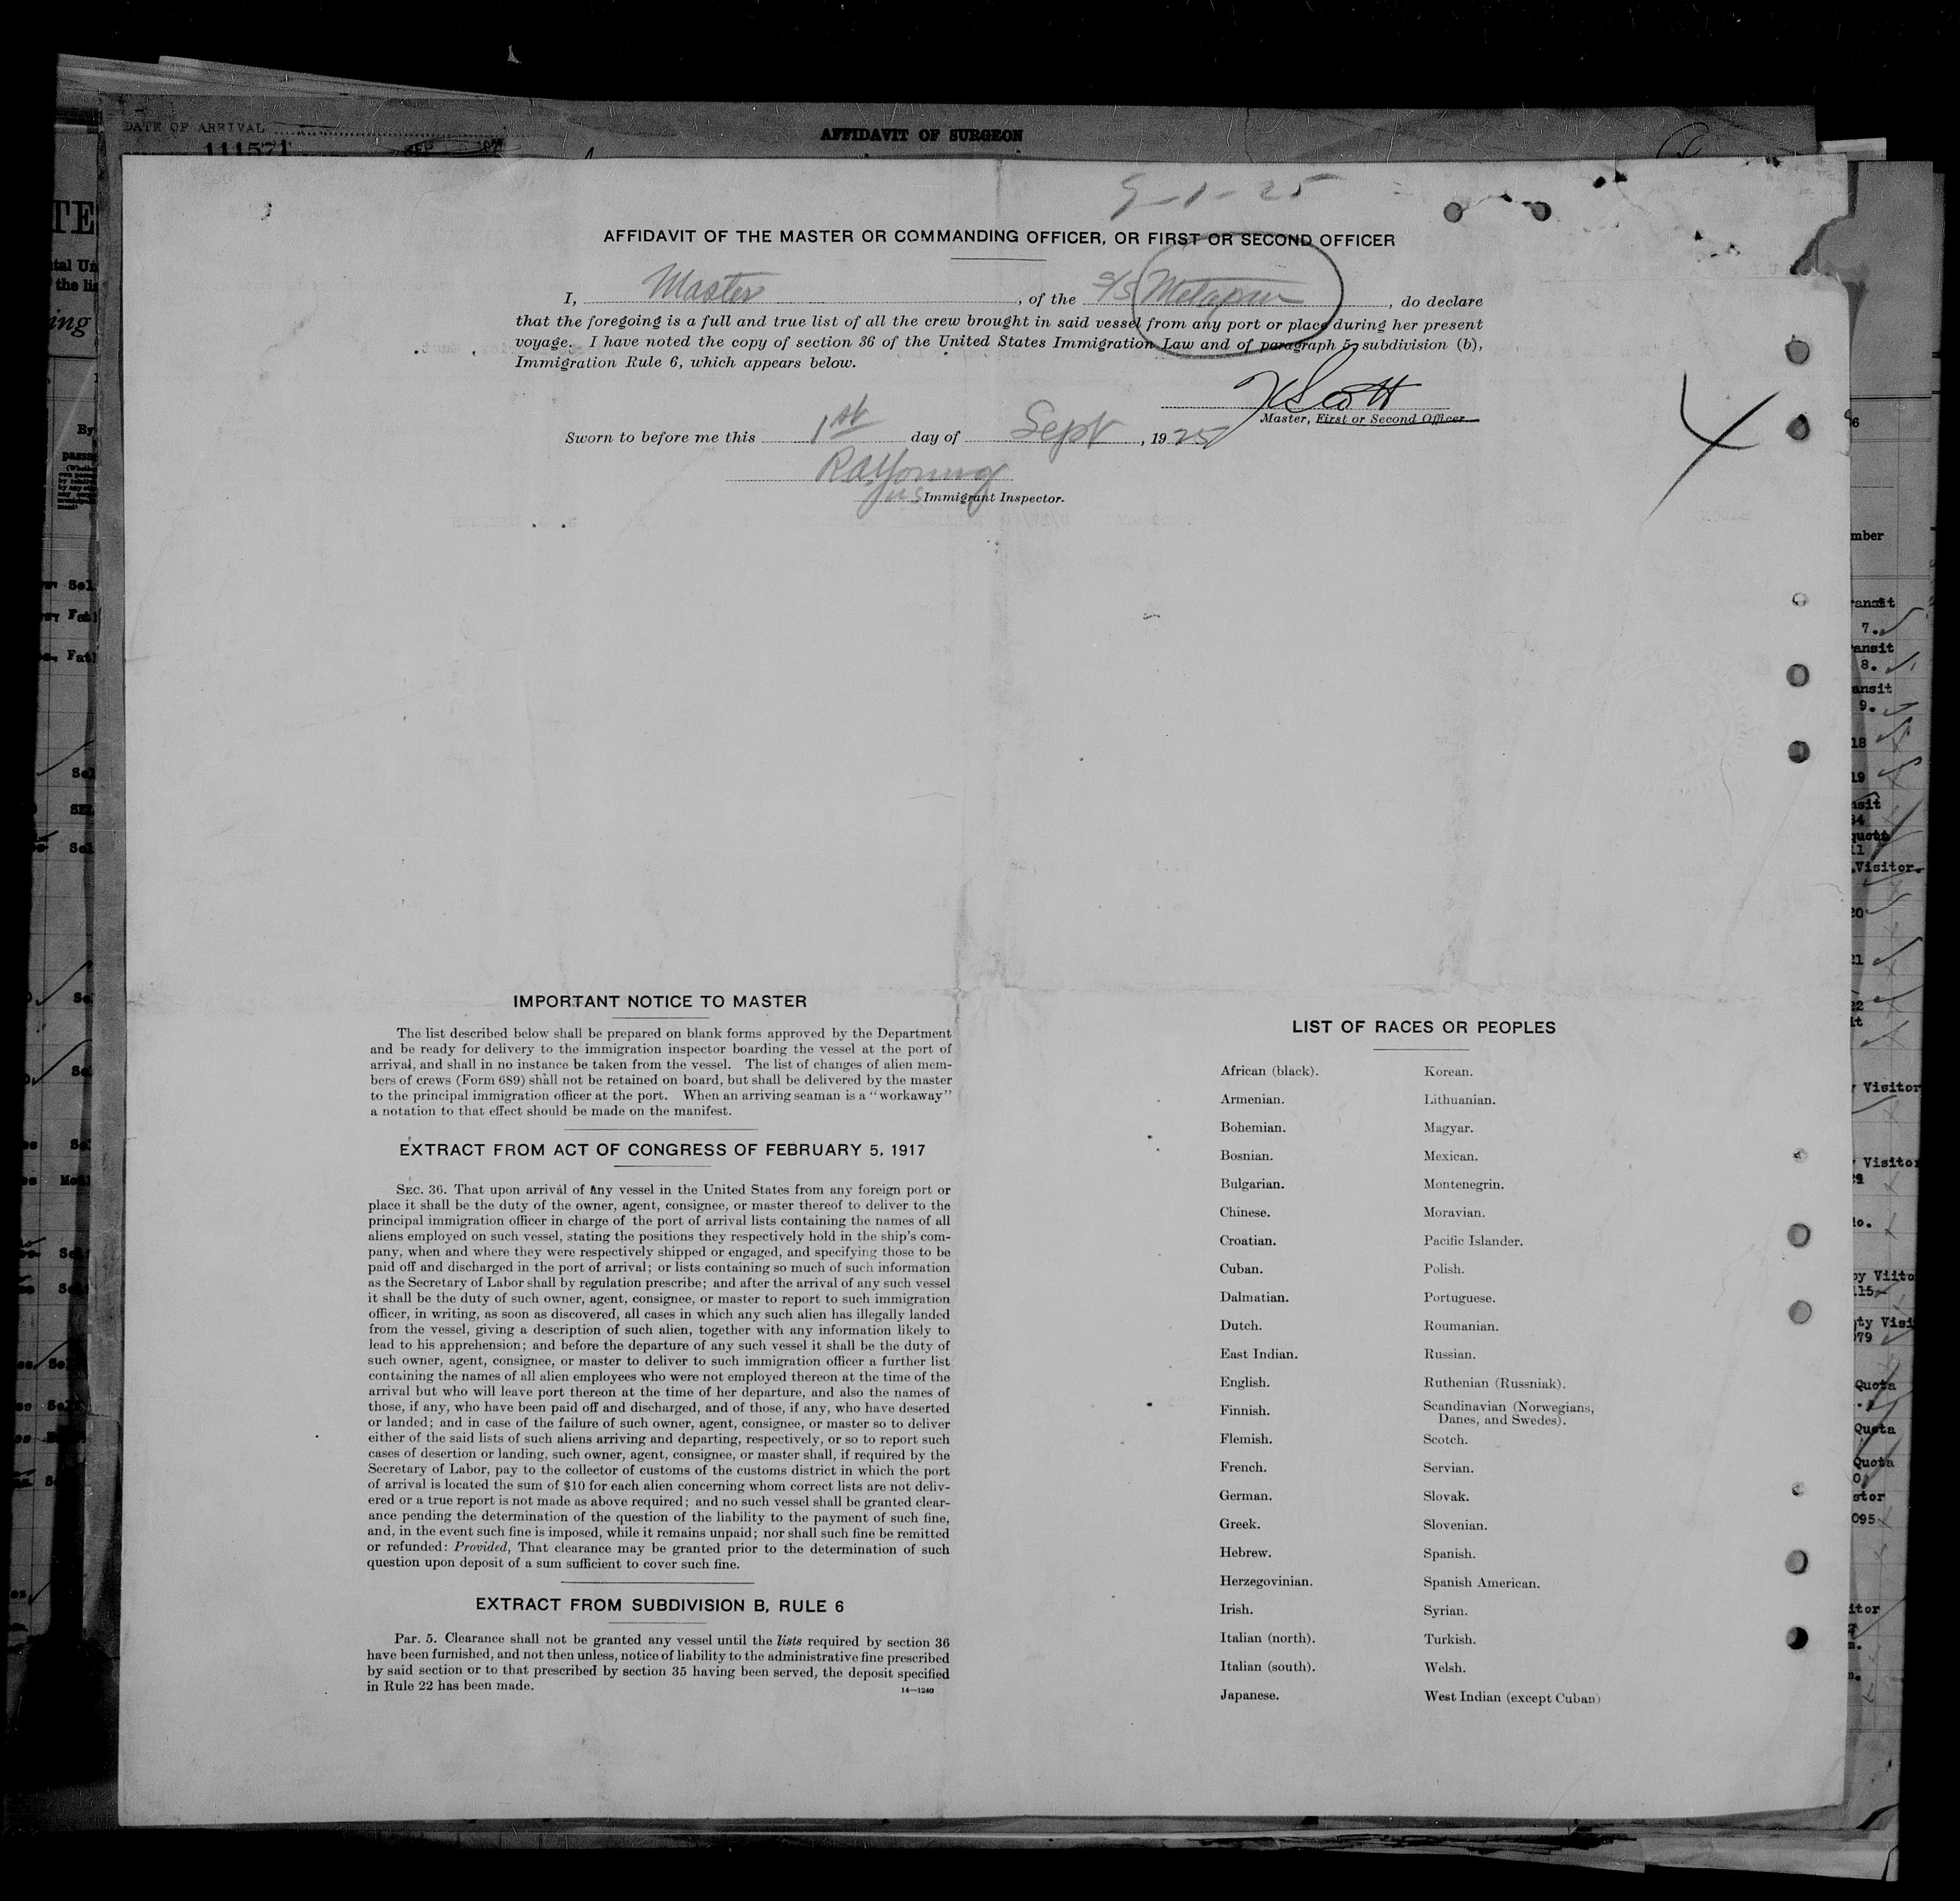 DATE OF ARRIVAL
111571
AFFIDAVIT OF SURGEON
9-1-25
AFFIDAVIT OF THE MASTER OR COMMANDING OFFICER, OR FIRST OR SECOND OFFICER
I, Master, of the S/S Metapan, do declare
that the foregoing is a full and true list of all the crew brought in said vessel from any port or place during her present
voyage. I have noted the copy of section 36 of the United States Immigration Law and of paragraph 5, subdivision (b),
Immigration Rule 6, which appears below.
Scott
Master, First or Second Officer.
Sworn to before me this 1st day of Sept, 1925
R A Young
Immigrant Inspector.
IMPORTANT NOTICE TO MASTER
The list described below shall be prepared on blank forms approved by the Department
and be ready for delivery to the immigration inspector boarding the vessel at the port of
arrival, and shall in no instance be taken from the vessel. The list of changes of alien mem-
bers of crews (Form 689) shall not be retained on board, but shall be delivered by the master
to the principal immigration officer at the port. When an arriving seaman is a "workaway"
a notation to that effect should be made on the manifest.
EXTRACT FROM ACT OF CONGRESS OF FEBRUARY 5, 1917
SEC. 36. That upon arrival of any vessel in the United States from any foreign port or
place it shall be the duty of the owner, agent, consignee, or master thereof to deliver to the
principal immigration officer in charge of the port of arrival lists containing the names of all
aliens employed on such vessel, stating the positions they respectively hold in the ship's com-
pany, when and where they were respectively shipped or engaged, and specifying those to be
paid off and discharged in the port of arrival; or lists containing so much of such information
as the Secretary of Labor shall by regulation prescribe; and after the arrival of any such vessel
it shall be the duty of such owner, agent, consignee, or master to report to such immigration
officer, in writing, as soon as discovered, all cases in which any such alien has illegally landed
from the vessel, giving a description of such alien, together with any information likely to
lead to his apprehension; and before the departure of any such vessel it shall be the duty of
such owner, agent, consignee, or master to deliver to such immigration officer a further list
containing the names of all alien employees who were not employed thereon at the time of the
arrival but who will leave port thereon at the time of her departure, and also the names of
those, if any, who have been paid off and discharged, and of those, if any, who have deserted
or landed; and in case of the failure of such owner, agent, consignee, or master so to deliver
either of the said lists of such aliens arriving and departing, respectively, or so to report such
cases of desertion or landing, such owner, agent, consignee, or master shall, if required by the
Secretary of Labor, pay to the collector of customs of the customs district in which the port
of arrival is located the sum of $10 for each alien concerning whom correct lists are not deliv-
ered or a true report is not made as above required; and no such vessel shall be granted clear-
ance pending the determination of the question of the liability to the payment of such fine,
and, in the event such fine is imposed, while it remains unpaid; nor shall such fine be remitted
or refunded: Provided, That clearance may be granted prior to the determination of such
question upon deposit of a sum sufficient to cover such fine.
EXTRACT FROM SUBDIVISION B, RULE 6
Par. 5. Clearance shall not be granted any vessel until the lists required by section 36
have been furnished, and not then unless, notice of liability to the administrative fine prescribed
by said section or to that prescribed by section 35 having been served, the deposit specified
in Rule 22 has been made.
14—1240
LIST OF RACES OR PEOPLES
African (black).
Armenian.
Bohemian.
Bosnian.
Bulgarian.
Chinese.
Croatian.
Cuban.
Dalmatian.
Dutch.
East Indian.
English.
Finnish.
Flemish.
French.
German.
Greek.
Hebrew.
Herzegovinian.
Irish.
Italian (north).
Italian (south).
Japanese.
Korean.
Lithuanian.
Magyar.
Mexican.
Montenegrin.
Moravian.
Pacific Islander.
Polish.
Portuguese.
Roumanian.
Russian.
Ruthenian (Russniak).
Scandinavian (Norwegians,
Danes, and Swedes).
Scotch.
Servian.
Slovak.
Slovenian.
Spanish.
Spanish American.
Syrian.
Turkish.
Welsh.
West Indian (except Cuban)